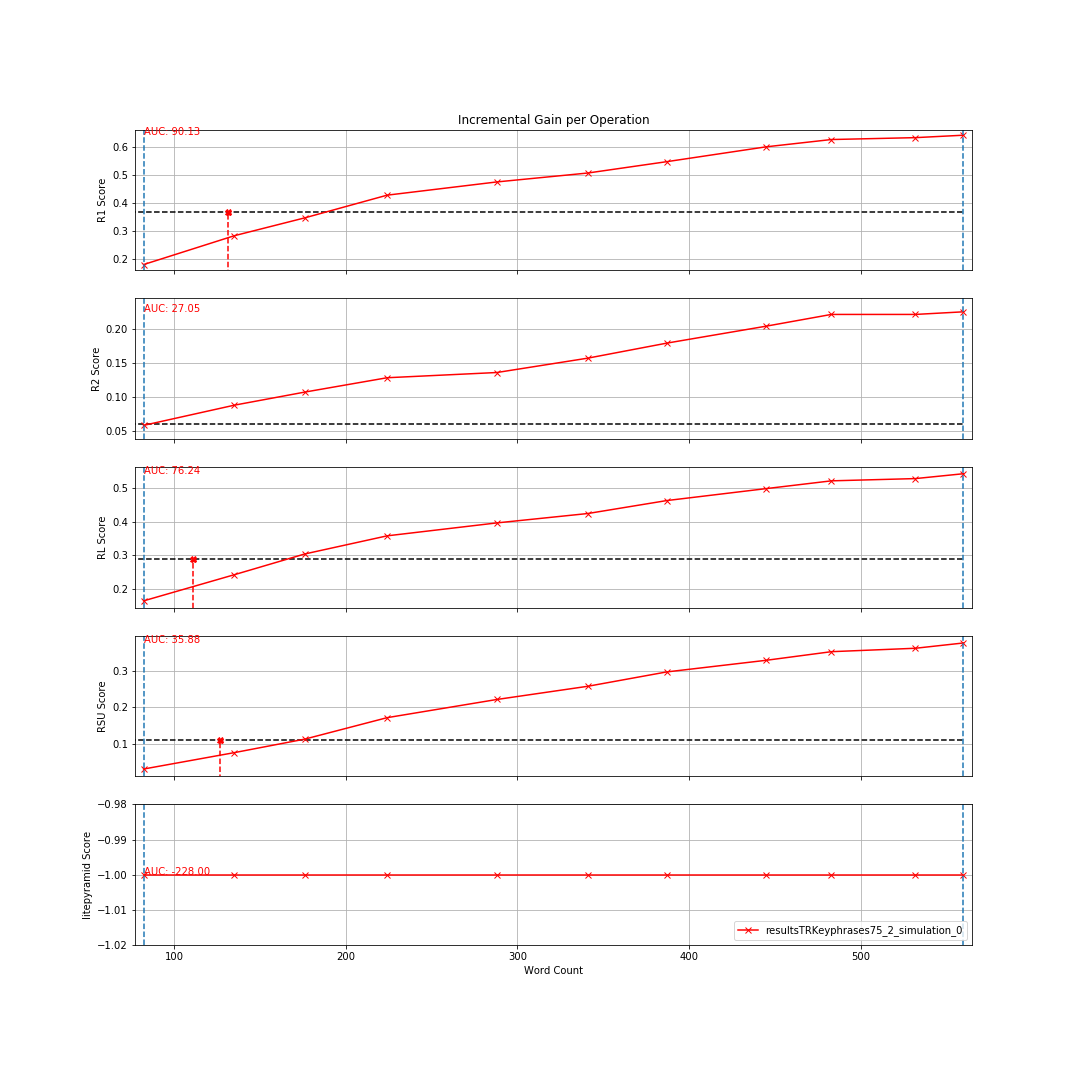 Incremental Gain per Operation
AUC: 90.13
0.6
0.5
0.4
0.3
0.2
R1 Score
AUC: 27.05
0.20
0.15
0.10
0.05
R2 Score
AUC: 76.24
0.5
0.4
0.3
0.2
RL Score
AUC: 35.88
0.3
0.2
0.1
RSU Score
−0.98
−0.99
−1.00
−1.01
−1.02
litepyramid Score
AUC: -228.00
resultsTRKeyphrases75_2_simulation_0
100 200 300 400 500
Word Count